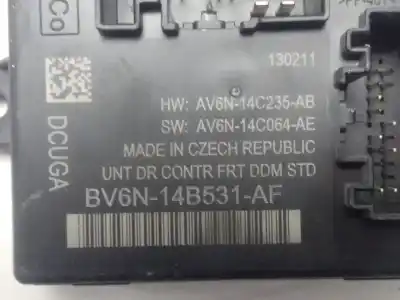 Co
130211
HW: AV6N-14C235-AB
SW: AV6N-14C064-AE
MADE IN CZECH REPUBLIC
UNT DR CONTR FRT DDM STD
BV6N-14B531-AF
DCUGA